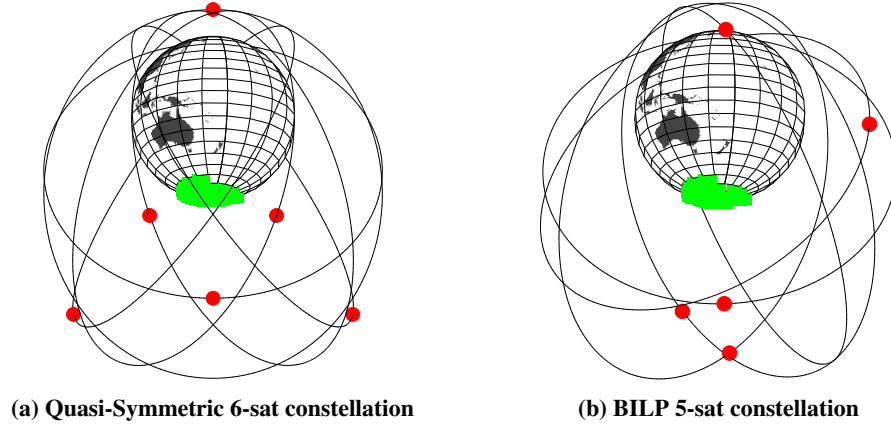 (a) Quasi-Symmetric 6-sat constellation
(b) BILP 5-sat constellation